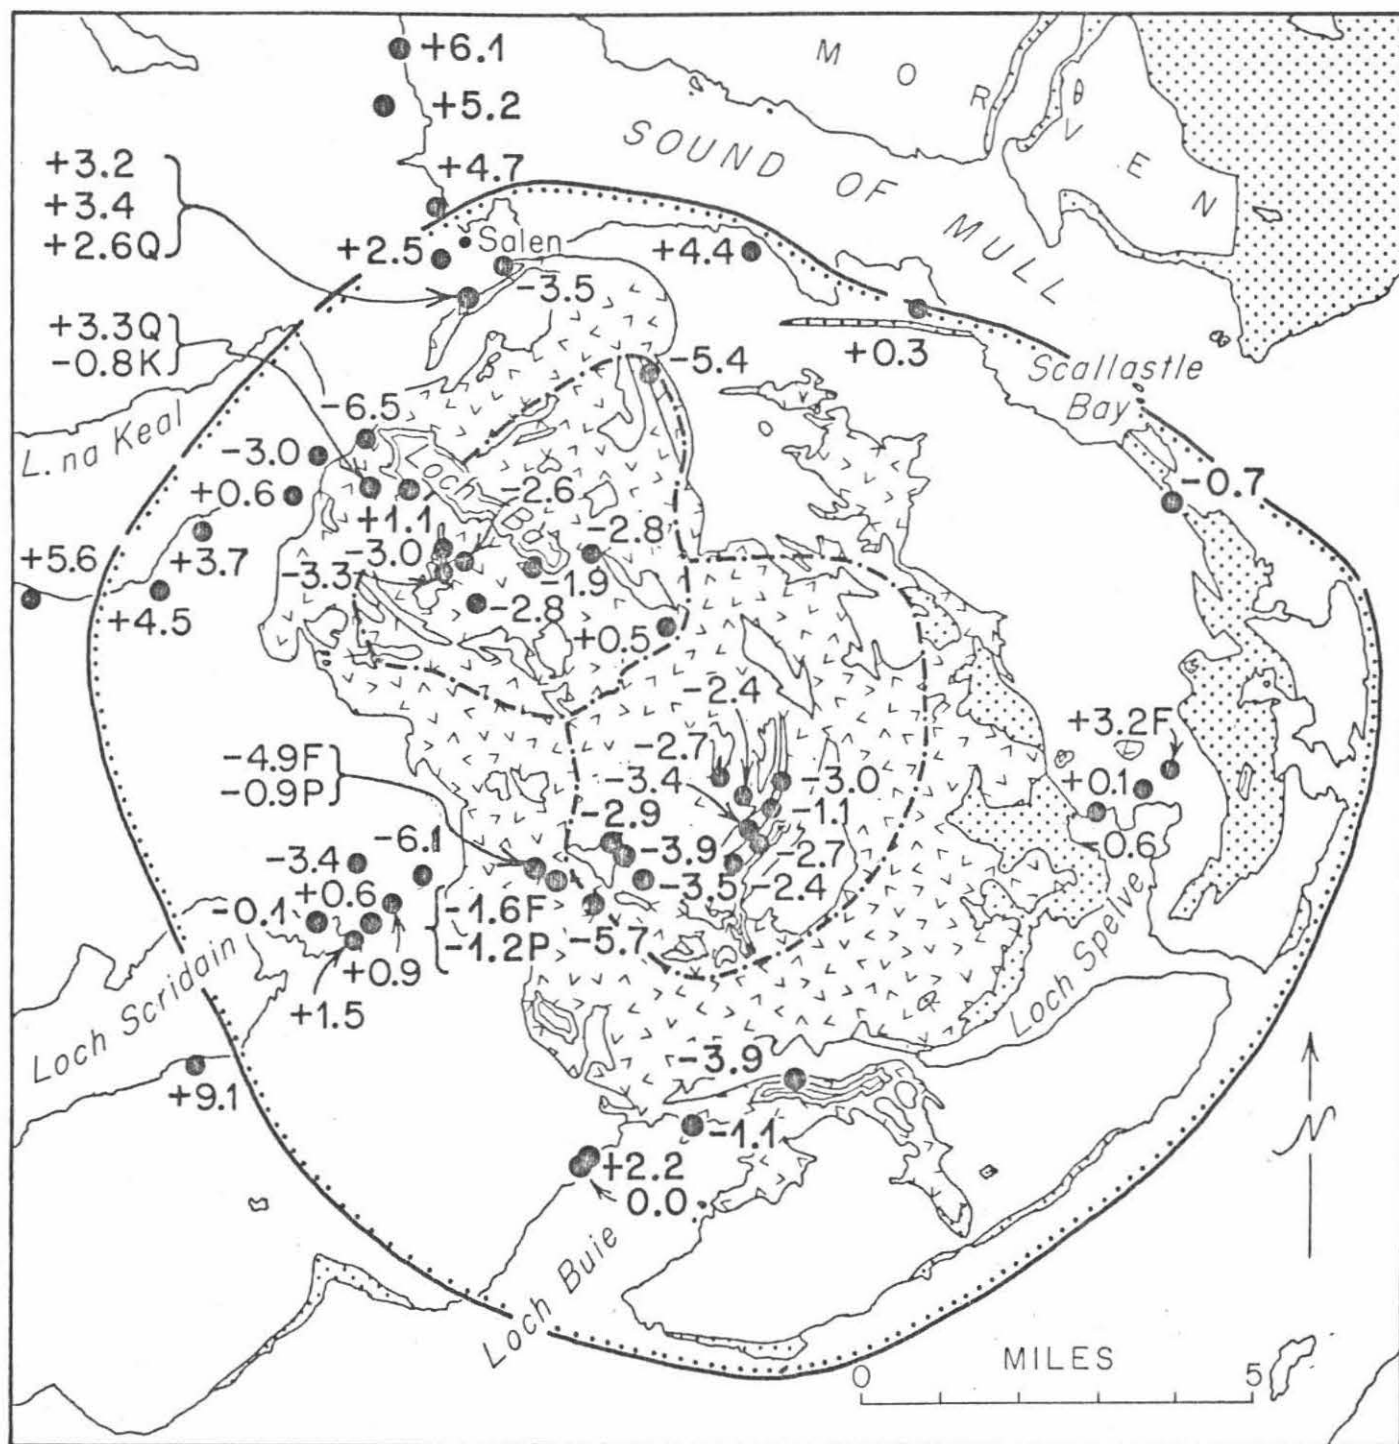 +6.1
MORVEN
+5.2
SOUND OF MULL
+3.2
+3.4
+2.6Q
+4.7
+2.5
Salen
+4.4
-3.5
+3.3Q
-0.8K
+0.3
-5.4
Scallastle
Bay
L. na Keal
-6.5
-3.0
Loch Ba
-2.6
-0.7
+0.6
+1.1
-2.8
+5.6
+3.7
-3.0
-3.3
-1.9
+4.5
-2.8
+0.5
-2.4
+3.2F
-4.9F
-0.9P
-2.7
-3.4
-3.0
+0.1
-2.9
-1.1
-6.1
-3.4
-3.9
-2.7
-0.6
+0.6
-3.5
-2.4
-0.1
-1.6F
-1.2P
-5.7
+0.9
+1.5
Loch Scridain
Loch Spelve
-3.9
+9.1
-1.1
+2.2
0.0
N
Loch Buie
MILES
0 5